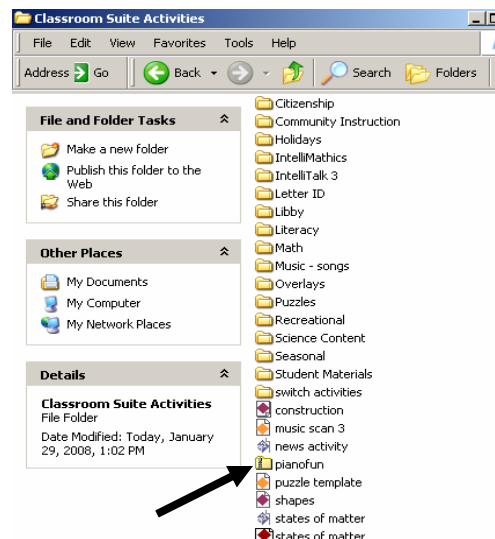 Classroom Suite Activities
File Edit View Favorites Tools Help
Address Go Back Search Folders
File and Folder Tasks
Make a new folder
Publish this folder to the
Web
Share this folder
Other Places
My Documents
My Computer
My Network Places
Details
Classroom Suite Activities
File Folder
Date Modified: Today, January
29, 2008, 1:02 PM
Citizenship
Community Instruction
Holidays
IntelliMathics
IntelliTalk 3
Letter ID
Libby
Literacy
Math
Music - songs
Overlays
Puzzles
Recreational
Science Content
Seasonal
Student Materials
switch activities
construction
music scan 3
news activity
pianofun
puzzle template
shapes
states of matter
states of matter